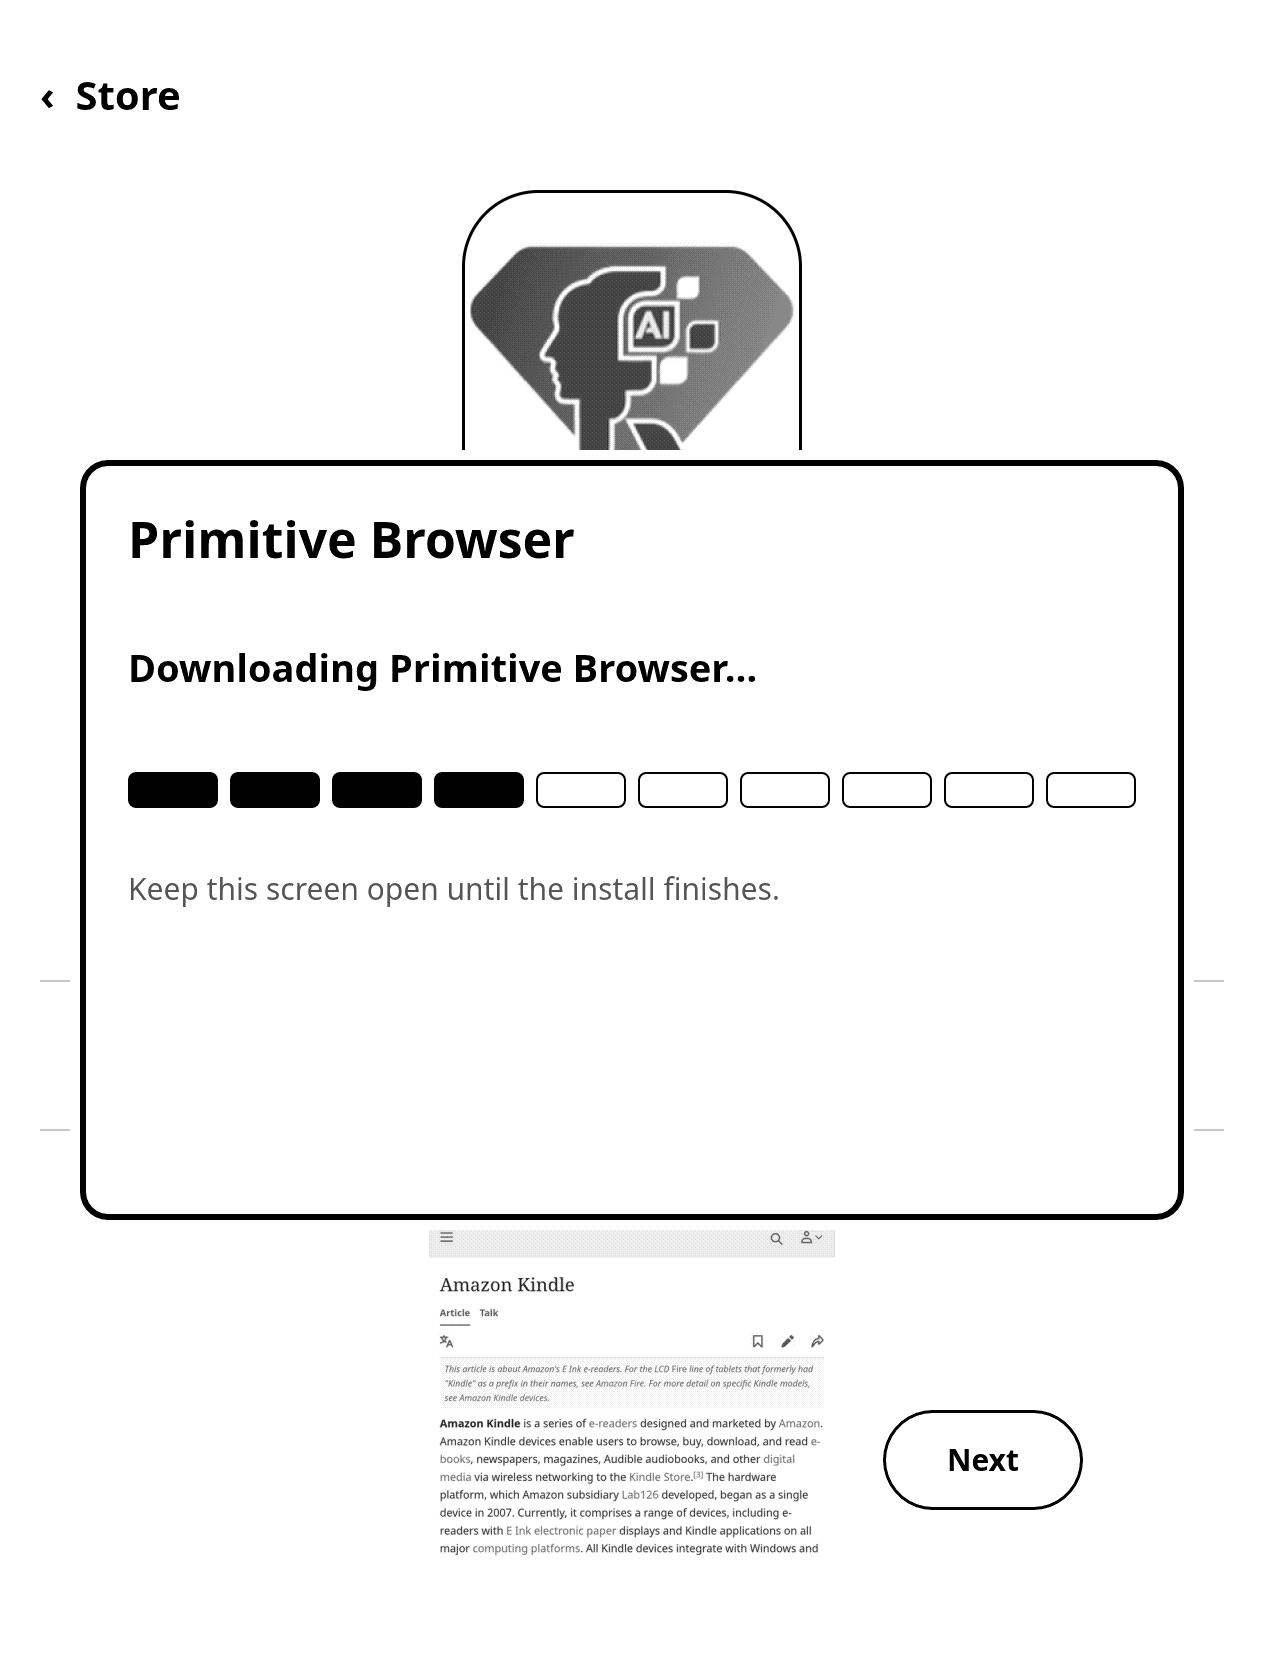 ‹ Store
AI
Primitive Browser
Downloading Primitive Browser...
Keep this screen open until the install finishes.
Amazon Kindle
Article Talk
This article is about Amazon's E Ink e-readers. For the LCD Fire line of tablets that formerly had
"Kindle" as a prefix in their names, see Amazon Fire. For more detail on specific Kindle models,
see Amazon Kindle devices.
Amazon Kindle is a series of e-readers designed and marketed by Amazon.
Amazon Kindle devices enable users to browse, buy, download, and read e-
books, newspapers, magazines, Audible audiobooks, and other digital
media via wireless networking to the Kindle Store.[3] The hardware
platform, which Amazon subsidiary Lab126 developed, began as a single
device in 2007. Currently, it comprises a range of devices, including e-
readers with E Ink electronic paper displays and Kindle applications on all
major computing platforms. All Kindle devices integrate with Windows and
Next